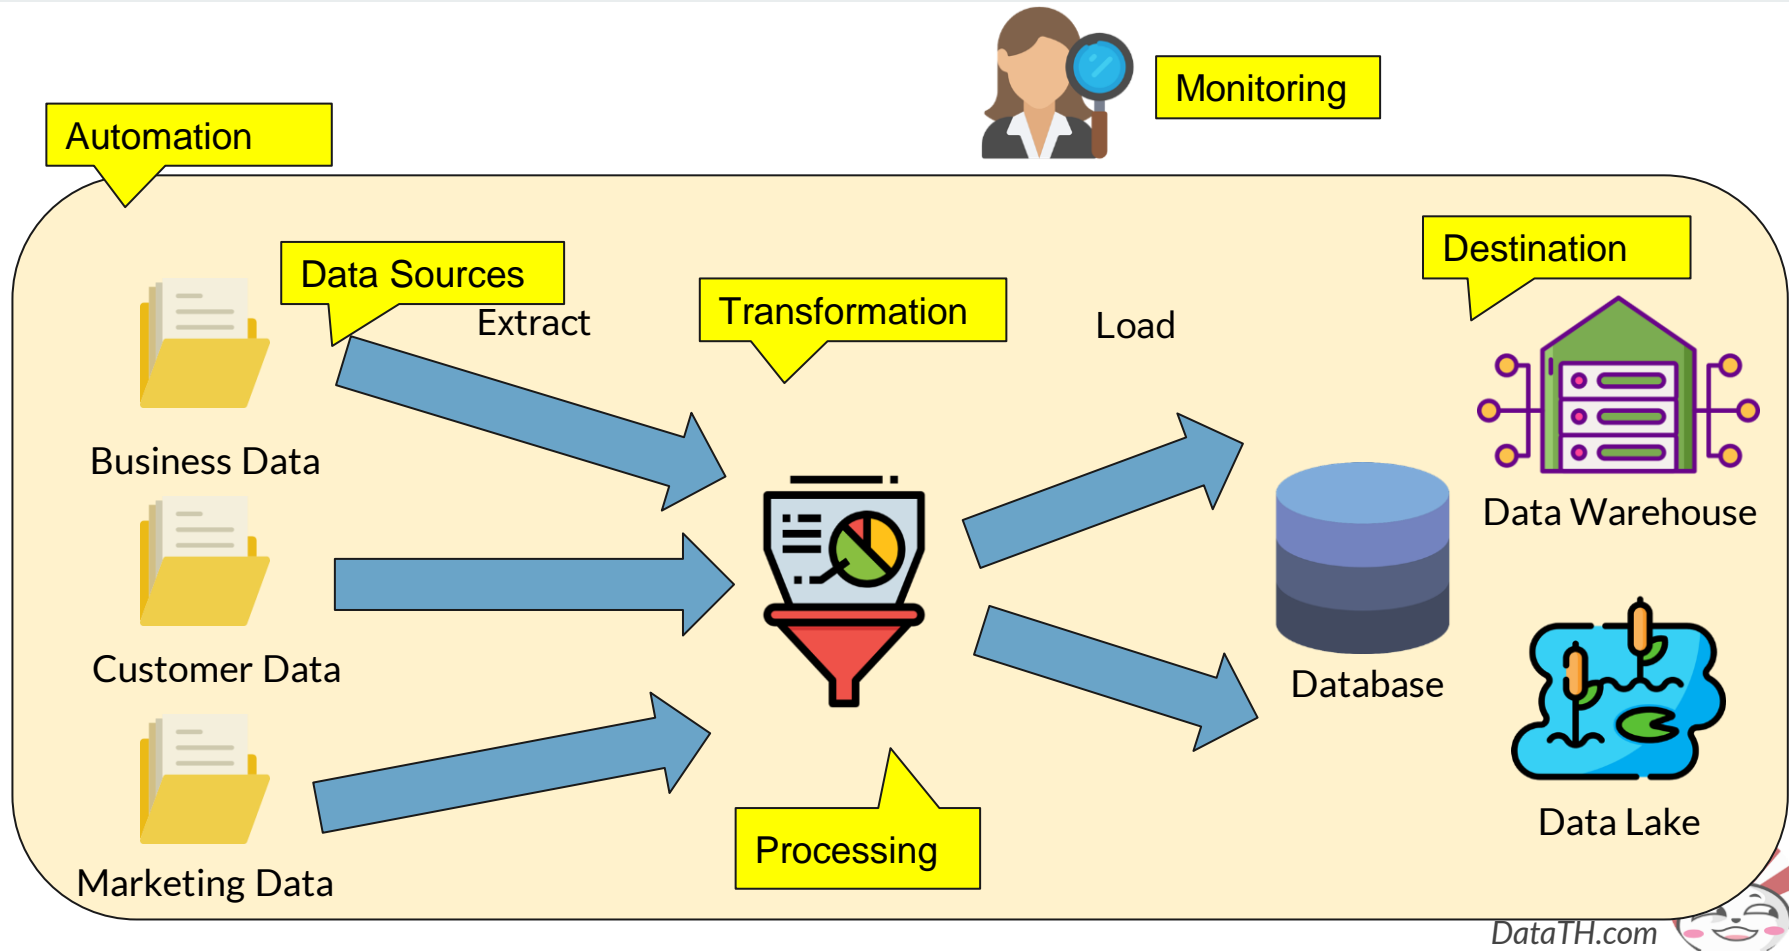 Monitoring
Automation
Data Sources
Extract
Transformation
Load
Destination
Business Data
Data Warehouse
Customer Data
Database
Data Lake
Processing
Marketing Data
DataTH.com